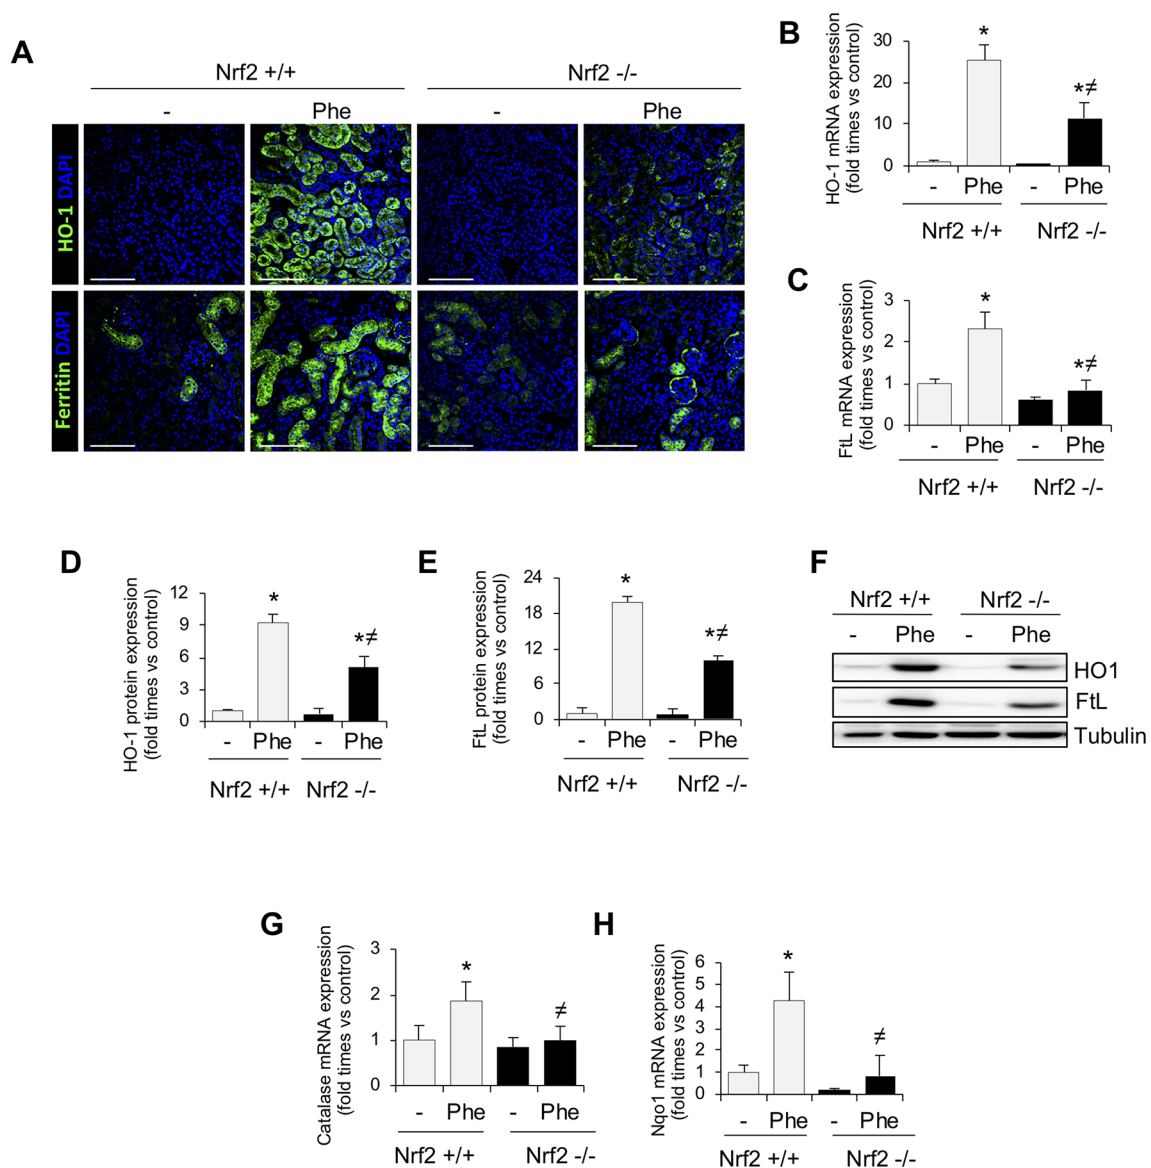 A
Nrf2 +/+
Nrf2 -/-
-
Phe
-
Phe
HO-1 DAPI
Ferritin DAPI
B
HO-1 mRNA expression
(fold times vs control)
30
20
10
0
*
*≠
-
Phe
-
Phe
Nrf2 +/+
Nrf2 -/-
C
FtL mRNA expression
(fold times vs control)
3
2
1
0
*
*≠
-
Phe
-
Phe
Nrf2 +/+
Nrf2 -/-
D
HO-1 protein expression
(fold times vs control)
12
9
6
3
0
*
*≠
-
Phe
-
Phe
Nrf2 +/+
Nrf2 -/-
E
FtL protein expression
(fold times vs control)
24
18
12
6
0
*
*≠
-
Phe
-
Phe
Nrf2 +/+
Nrf2 -/-
F
Nrf2 +/+
Nrf2 -/-
-
Phe
-
Phe
HO1
FtL
Tubulin
G
Catalase mRNA expression
(fold times vs control)
3
2
1
0
*
≠
-
Phe
-
Phe
Nrf2 +/+
Nrf2 -/-
H
Nqo1 mRNA expression
(fold times vs control)
6
5
4
3
2
1
0
*
≠
-
Phe
-
Phe
Nrf2 +/+
Nrf2 -/-